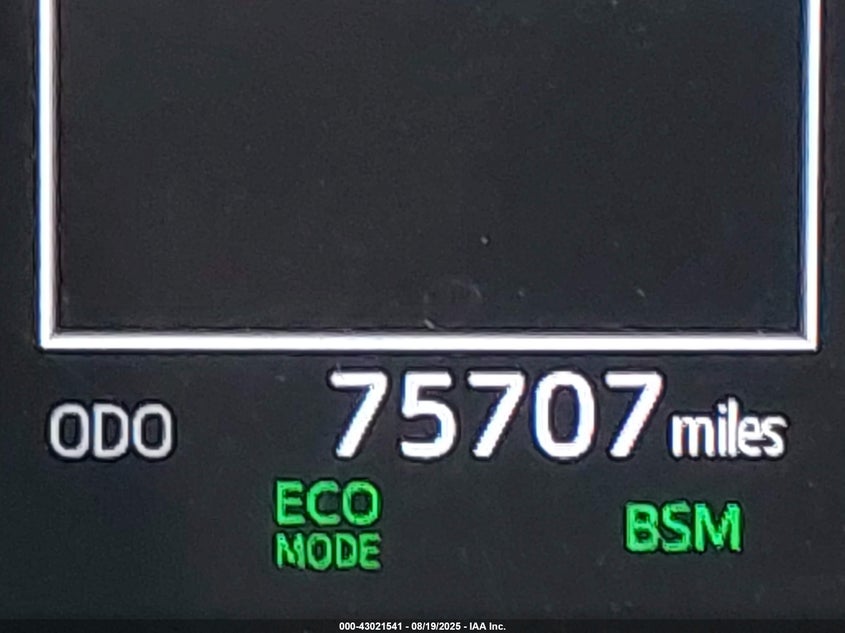 ODO 75707 miles
ECO BSM
MODE
000-43021541 - 08/19/2025 - IAA Inc.